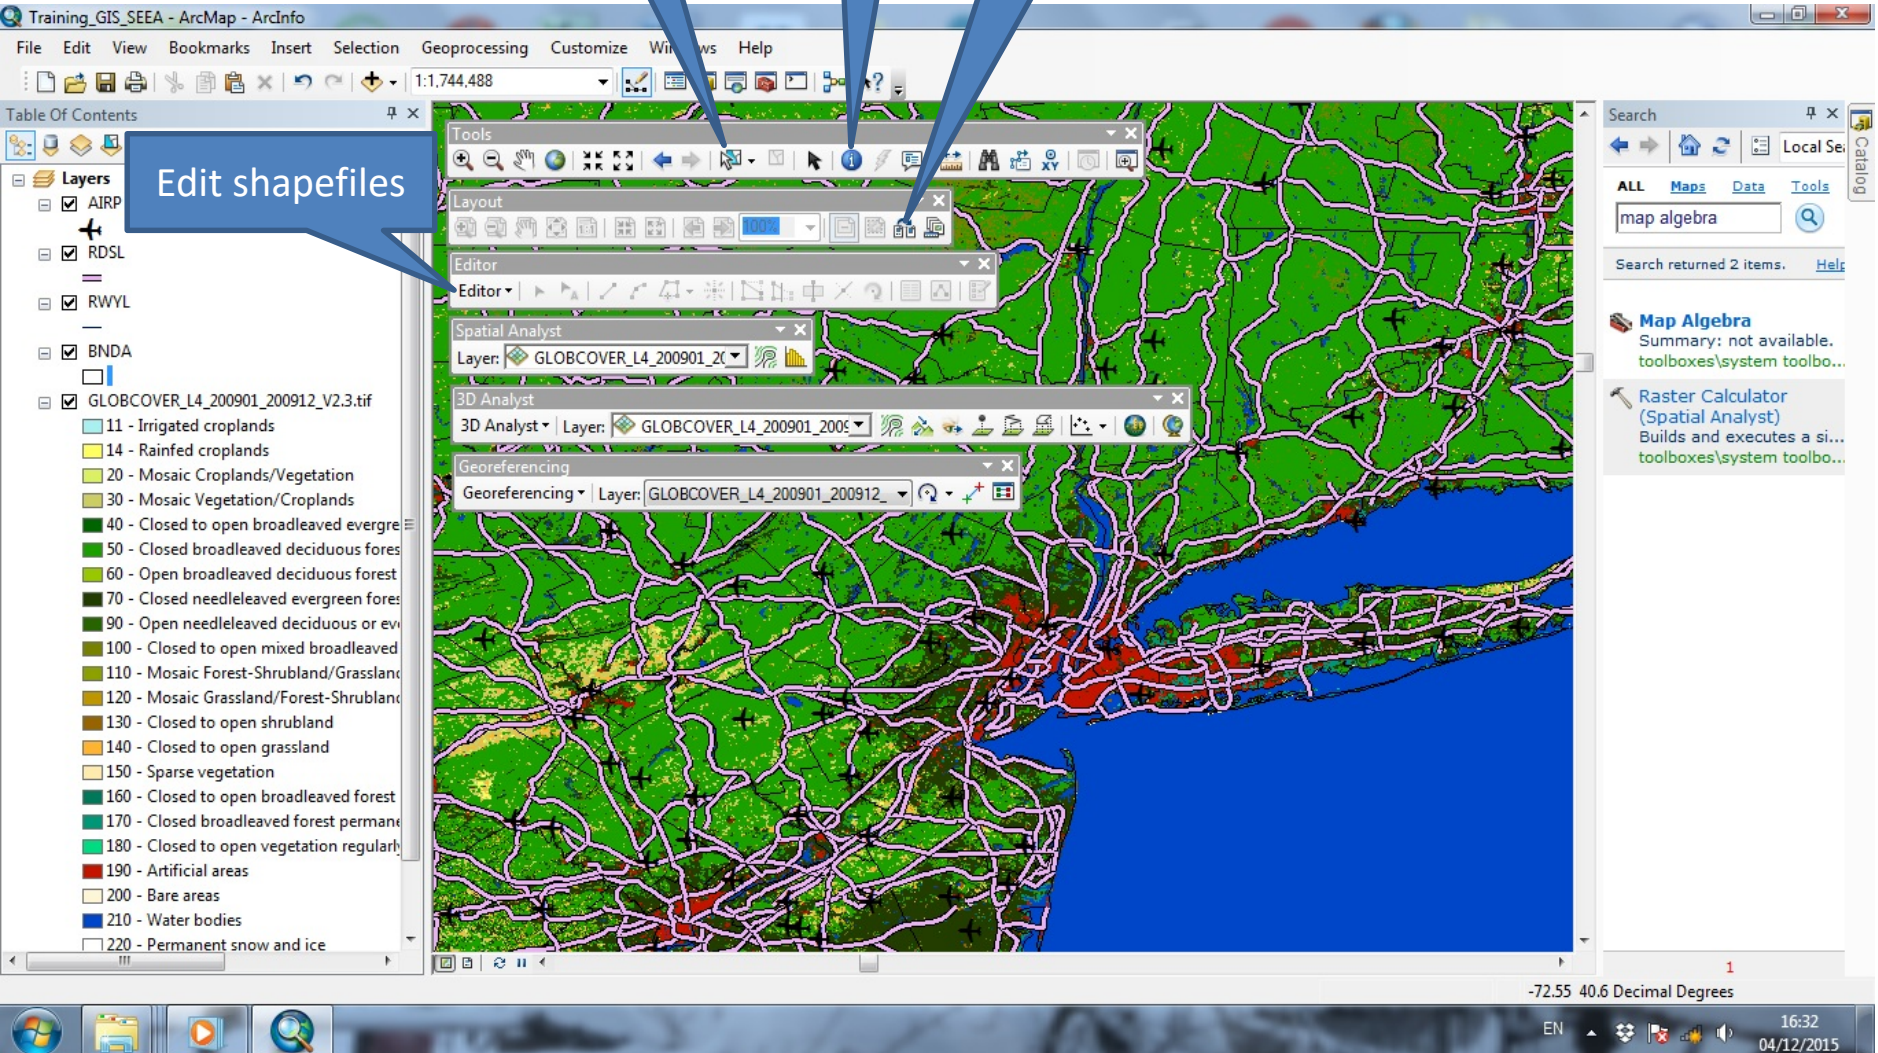 Training_GIS_SEEA - ArcMap - ArcInfo
File Edit View Bookmarks Insert Selection Geoprocessing Customize Help
1:1,744,488
Table Of Contents
Edit shapefiles
Layers
AIRP
RDSL
RWYL
BNDA
GLOBCOVER_L4_200901_200912_V2.3.tif
11 - Irrigated croplands
14 - Rainfed croplands
20 - Mosaic Croplands/Vegetation
30 - Mosaic Vegetation/Croplands
40 - Closed to open broadleaved evergre
50 - Closed broadleaved deciduous fores
60 - Open broadleaved deciduous forest
70 - Closed needleleaved evergreen fores
90 - Open needleleaved deciduous or ev
100 - Closed to open mixed broadleaved
110 - Mosaic Forest-Shrubland/Grasslan
120 - Mosaic Grassland/Forest-Shrublan
130 - Closed to open shrubland
140 - Closed to open grassland
150 - Sparse vegetation
160 - Closed to open broadleaved forest
170 - Closed broadleaved forest perman
180 - Closed to open vegetation regularl
190 - Artificial areas
200 - Bare areas
210 - Water bodies
220 - Permanent snow and ice
Tools
Layout
100%
Editor
Editor
Spatial Analyst
Layer: GLOBCOVER_L4_200901_20
3D Analyst
3D Analyst Layer: GLOBCOVER_L4_200901_2009
Georeferencing
Georeferencing Layer: GLOBCOVER_L4_200901_200912_
Search
Local Se
Catalog
ALL Maps Data Tools
map algebra
Search returned 2 items. Help
Map Algebra
Summary: not available.
toolboxes\system toolbo...
Raster Calculator
(Spatial Analyst)
Builds and executes a si...
toolboxes\system toolbo...
1
-72.55 40.6 Decimal Degrees
EN
16:32
04/12/2015